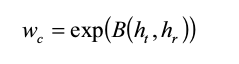 w_c = exp(B(h_t, h_r))